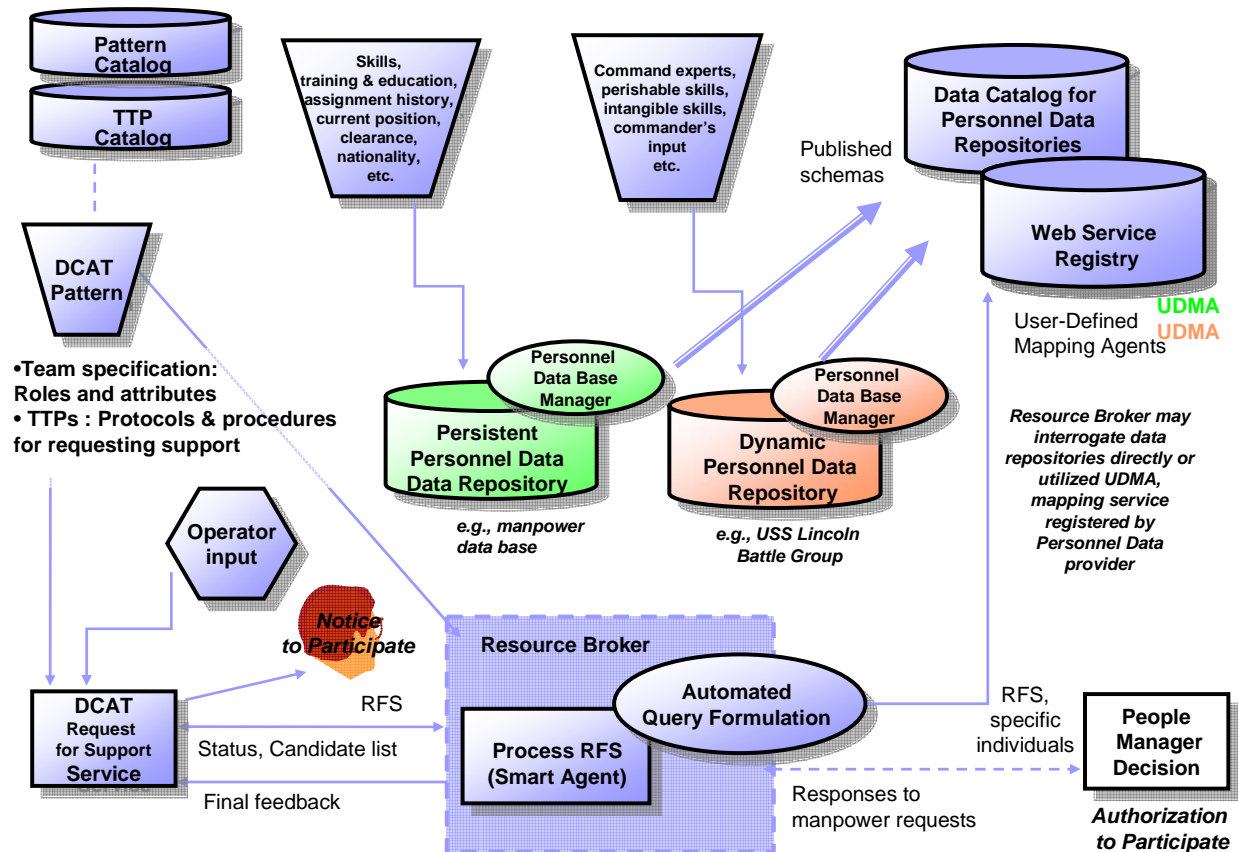 Pattern
Catalog
TTP
Catalog
Skills,
training & education,
assignment history,
current position,
clearance,
nationality,
etc.
Command experts,
perishable skills,
intangible skills,
commander's
input
etc.
Data Catalog for
Personnel Data
Repositories
Published
schemas
Web Service
Registry
UDMA
UDMA
User-Defined
Mapping Agents
DCAT
Pattern
•Team specification:
Roles and attributes
• TTPs : Protocols & procedures
for requesting support
Personnel
Data Base
Manager
Persistent
Personnel Data
Data Repository
e.g., manpower
data base
Personnel
Data Base
Manager
Dynamic
Personnel Data
Repository
e.g., USS Lincoln
Battle Group
Resource Broker may
interrogate data
repositories directly or
utilized UDMA,
mapping service
registered by
Personnel Data
provider
Operator
input
Notice
to Participate
DCAT
Request
for Support
Service
RFS
Status, Candidate list
Final feedback
Resource Broker
Automated
Query Formulation
Process RFS
(Smart Agent)
RFS,
specific
individuals
Responses to
manpower requests
People
Manager
Decision
Authorization
to Participate